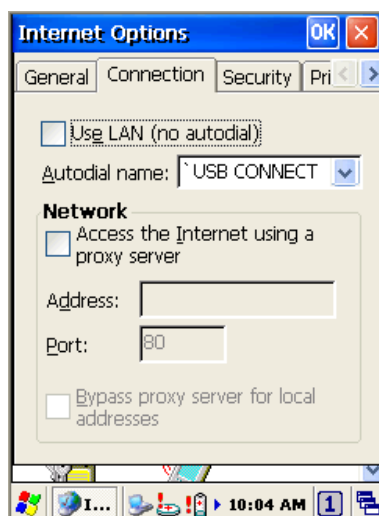 Internet Options OK
General Connection Security Pri
Use LAN (no autodial)
Autodial name: `USB CONNECT
Network
Access the Internet using a
proxy server
Address:
Port: 80
Bypass proxy server for local
addresses
I... 10:04 AM 1